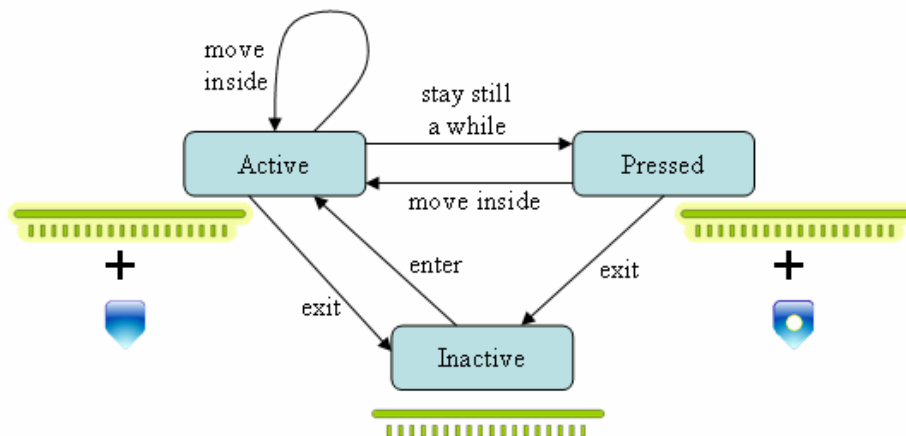 move
inside
stay still
a while
Active
Pressed
move inside
enter
exit
exit
Inactive